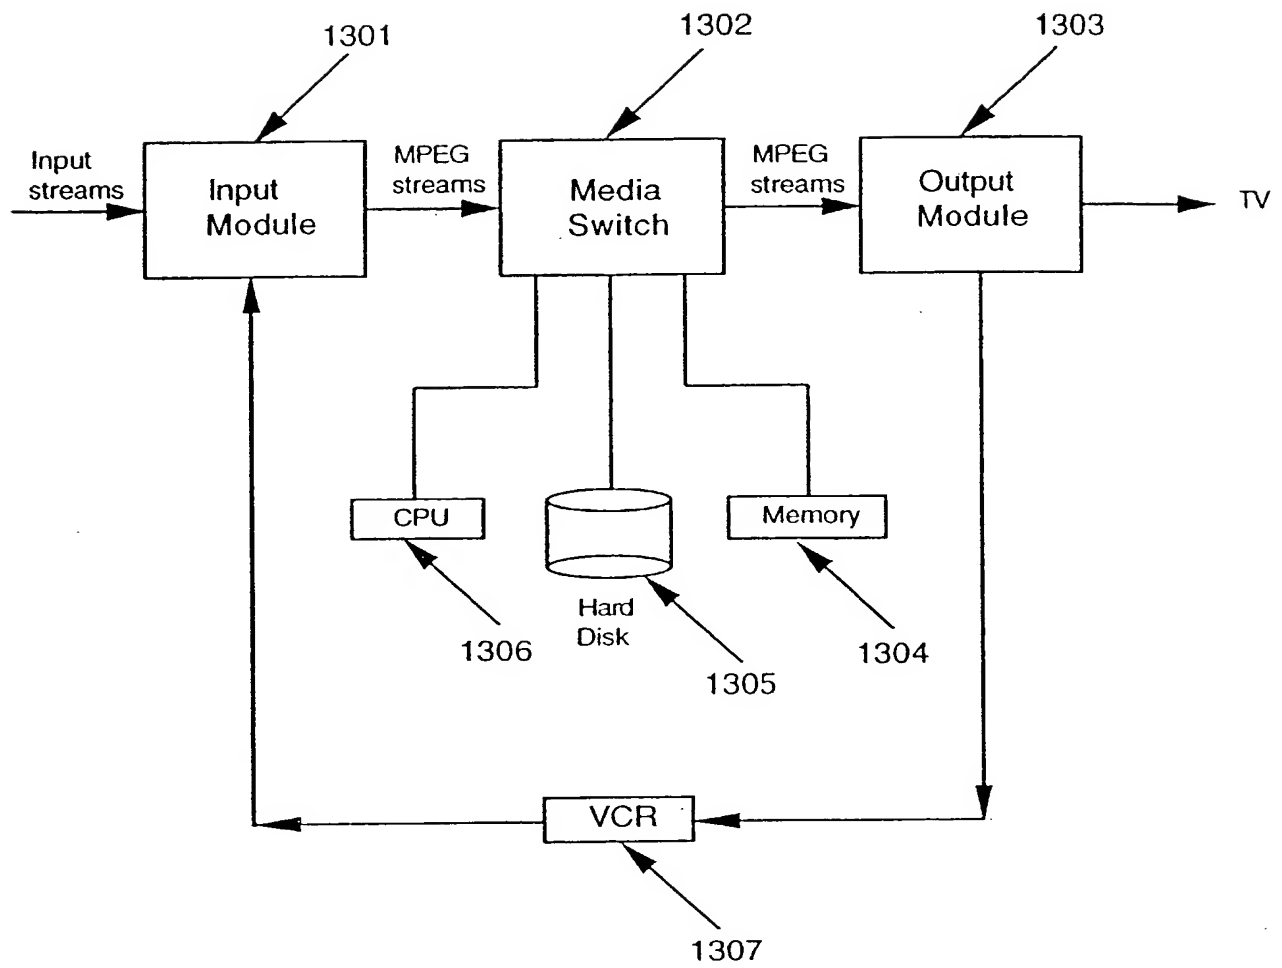 1301
1302
1303
Input
streams
Input
Module
MPEG
streams
Media
Switch
MPEG
streams
Output
Module
TV
CPU
Memory
Hard
Disk
1306
1305
1304
VCR
1307